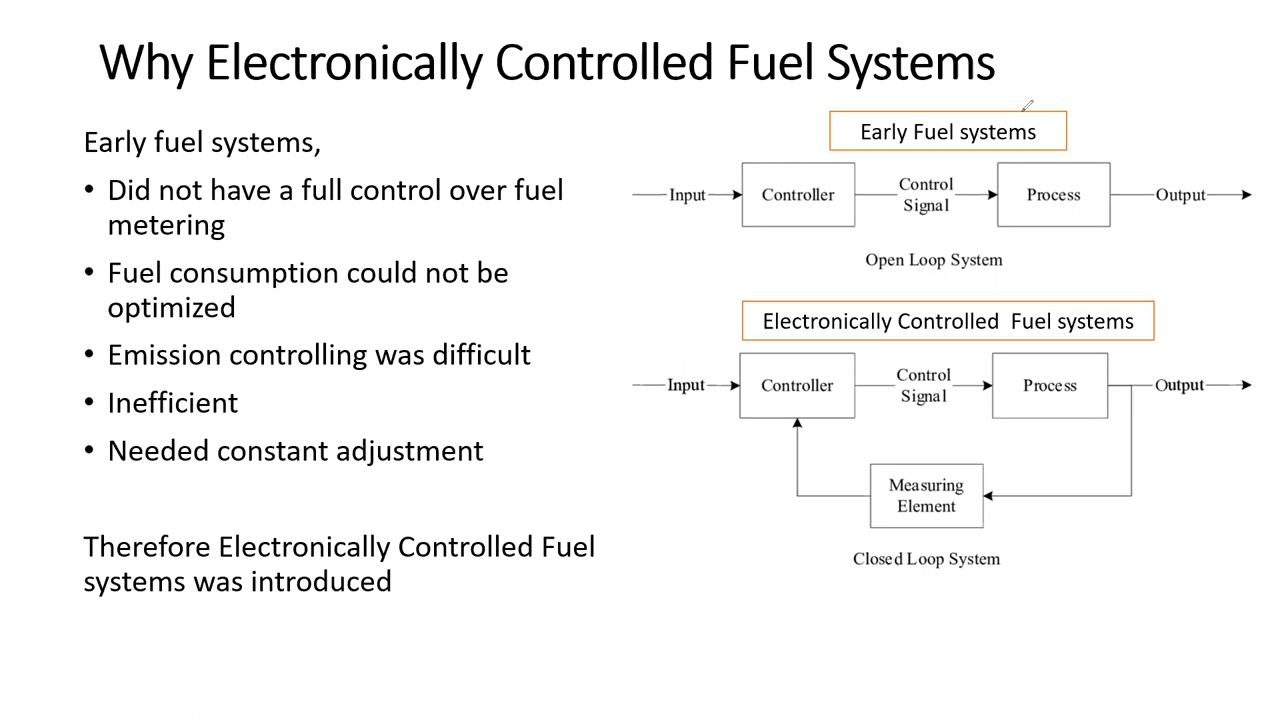 Why Electronically Controlled Fuel Systems
Early fuel systems,
• Did not have a full control over fuel
metering
• Fuel consumption could not be
optimized
• Emission controlling was difficult
• Inefficient
• Needed constant adjustment
Therefore Electronically Controlled Fuel
systems was introduced
Early Fuel systems
Input
Controller
Control
Signal
Process
Output
Open Loop System
Electronically Controlled Fuel systems
Input
Controller
Control
Signal
Process
Output
Measuring
Element
Closed Loop System